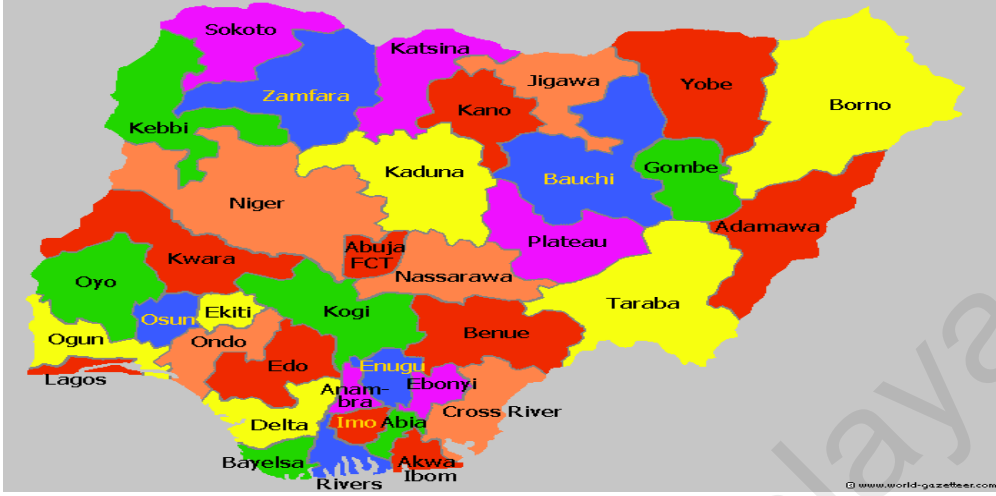 Sokoto
Katsina
Jigawa
Yobe
Zamfara
Kano
Borno
Kebbi
Kaduna
Bauchi
Gombe
Niger
Plateau
Adamawa
Abuja
FCT
Kwara
Nassarawa
Oyo
Taraba
Osun
Ekiti
Kogi
Benue
Ogun
Ondo
Edo
Enugu
Lagos
Anam-
bra
Ebonyi
Cross River
Delta
Imo
Abia
Bayelsa
Rivers
Akwa
Ibom
© www.world-gazetteer.com